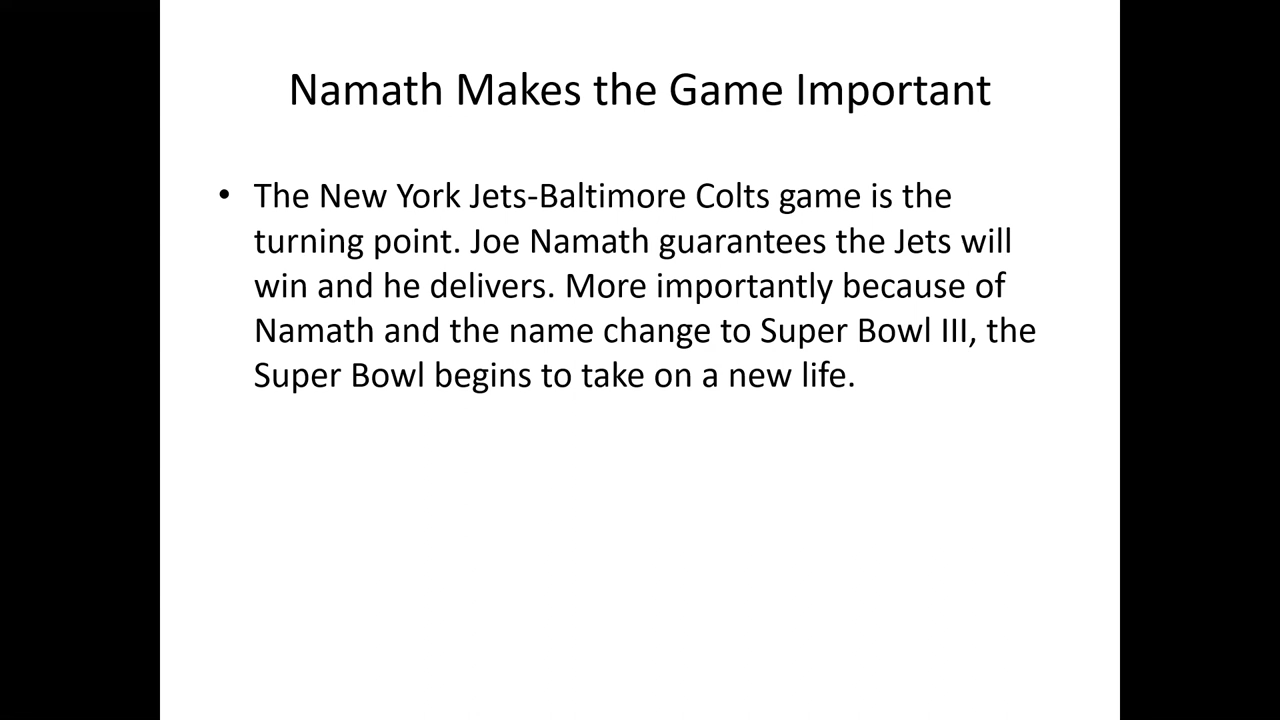 Namath Makes the Game Important
• The New York Jets-Baltimore Colts game is the
turning point. Joe Namath guarantees the Jets will
win and he delivers. More importantly because of
Namath and the name change to Super Bowl III, the
Super Bowl begins to take on a new life.